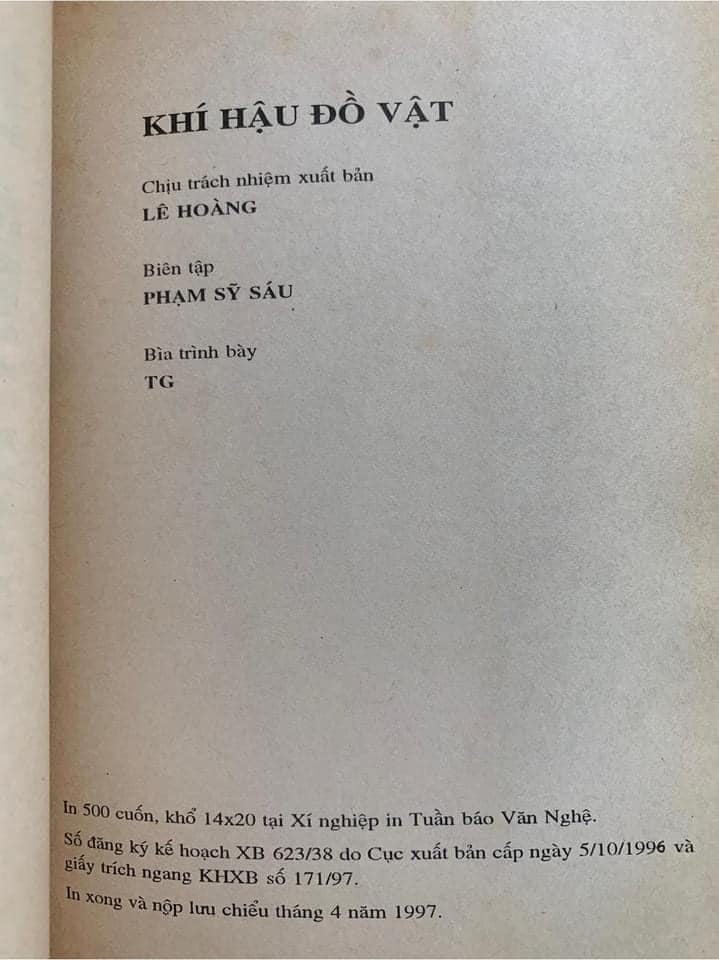 KHÍ HẬU ĐỒ VẬT
Chịu trách nhiệm xuất bản
LÊ HOÀNG
Biên tập
PHẠM SỸ SÁU
Bìa trình bày
TG
In 500 cuốn, khổ 14x20 tại Xí nghiệp in Tuần báo Văn Nghệ.
Số đăng ký kế hoạch XB 623/38 do Cục xuất bản cấp ngày 5/10/1996 và
giấy trích ngang KHXB số 171/97.
In xong và nộp lưu chiểu tháng 4 năm 1997.